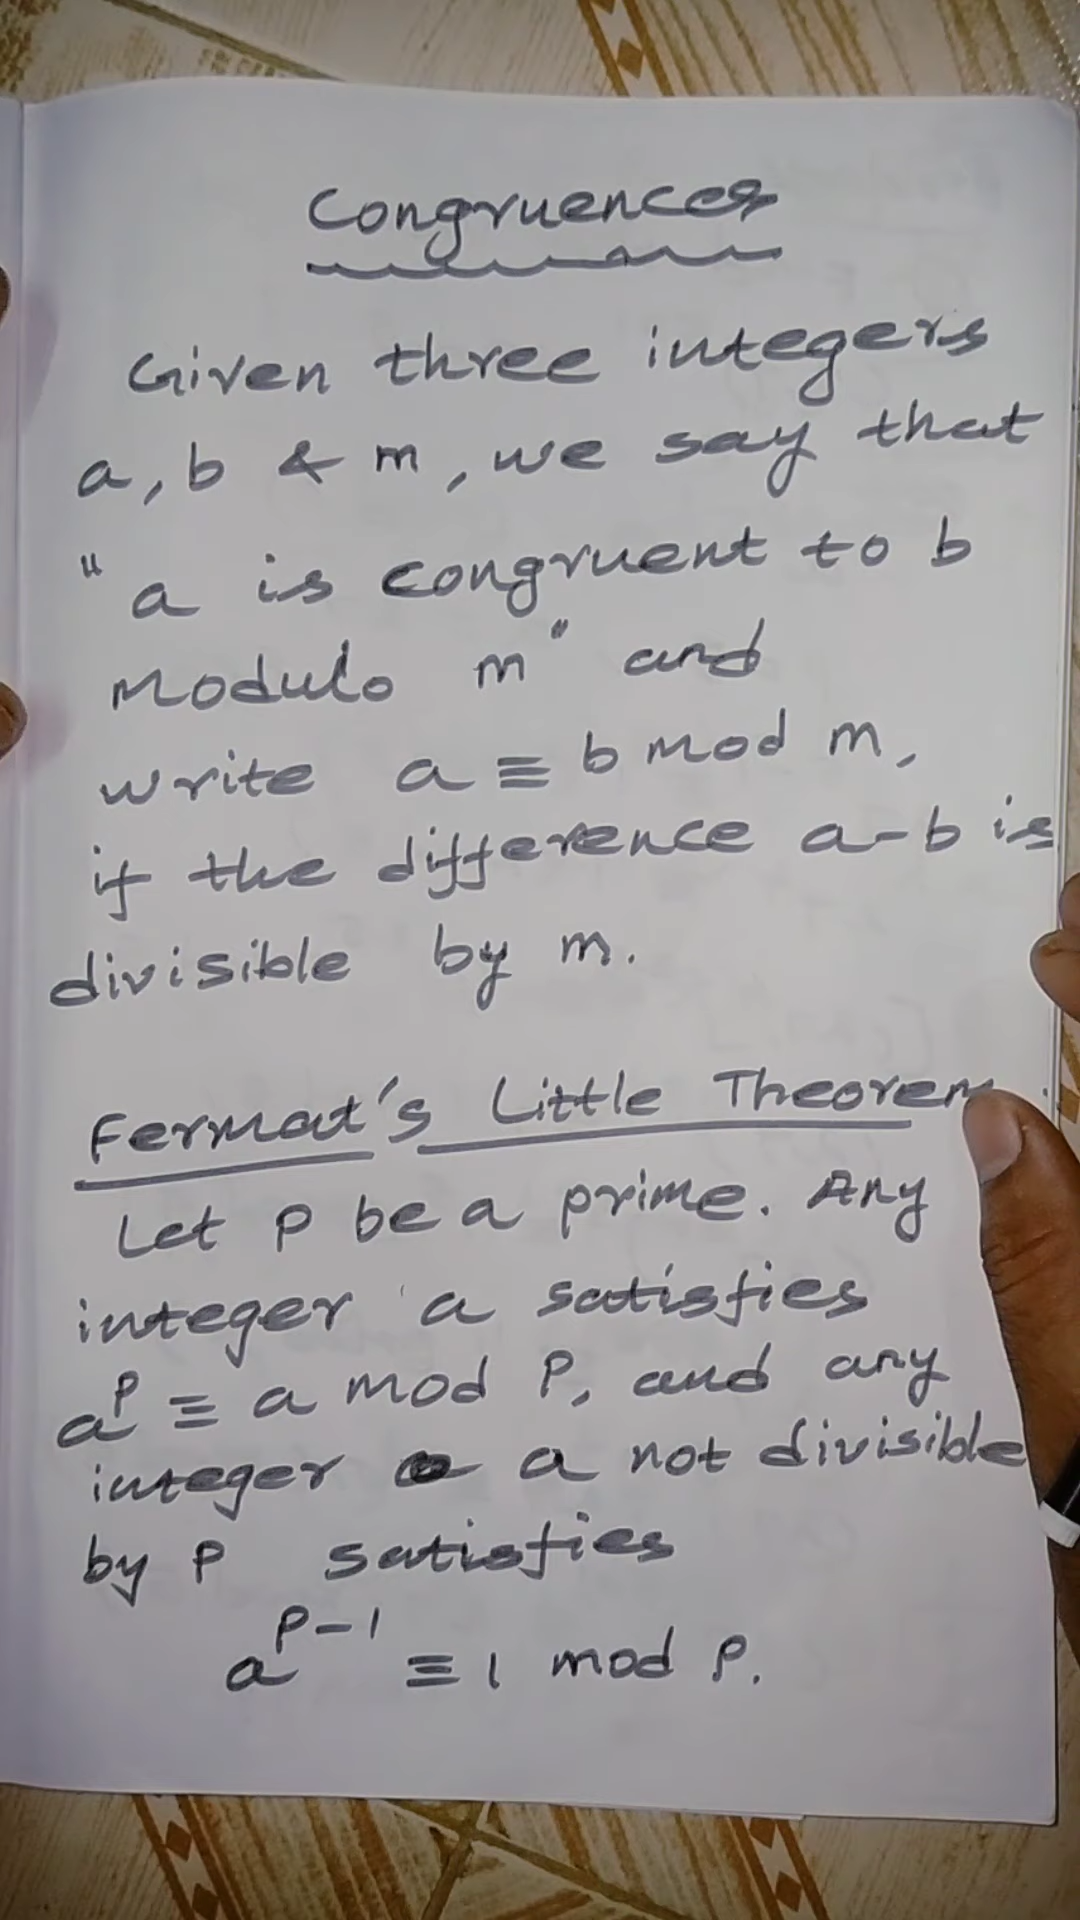 Congruences
Given three integers
a, b & m, we say that
"a is congruent to b
Modulo m" and
write a ≡ b mod m,
if the difference a-b is
divisible by m.
Fermat's Little Theorem
Let p be a prime. Any
integer a satisfies
a^p ≡ a mod p, and any
integer a not divisible
by p satisfies
a^(p-1) ≡ 1 mod p.